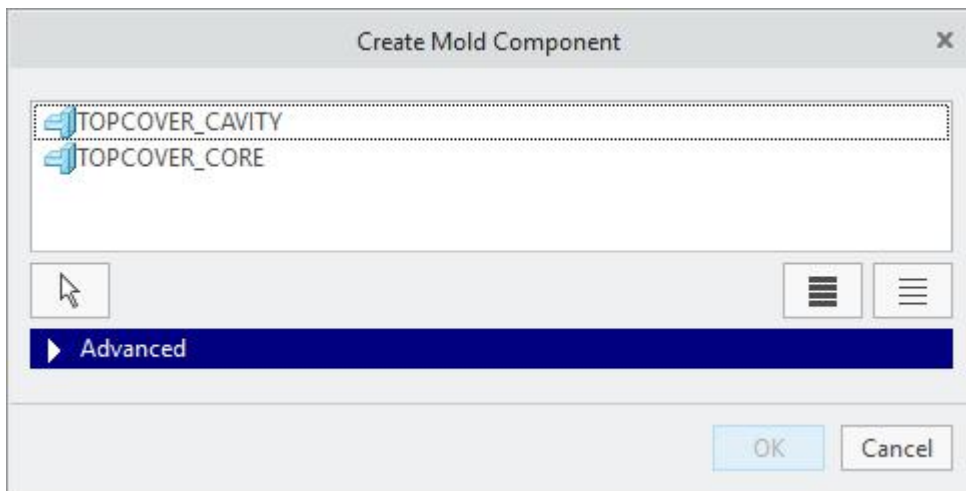 Create Mold Component
TOPCOVER_CAVITY
TOPCOVER_CORE
Advanced
OK Cancel